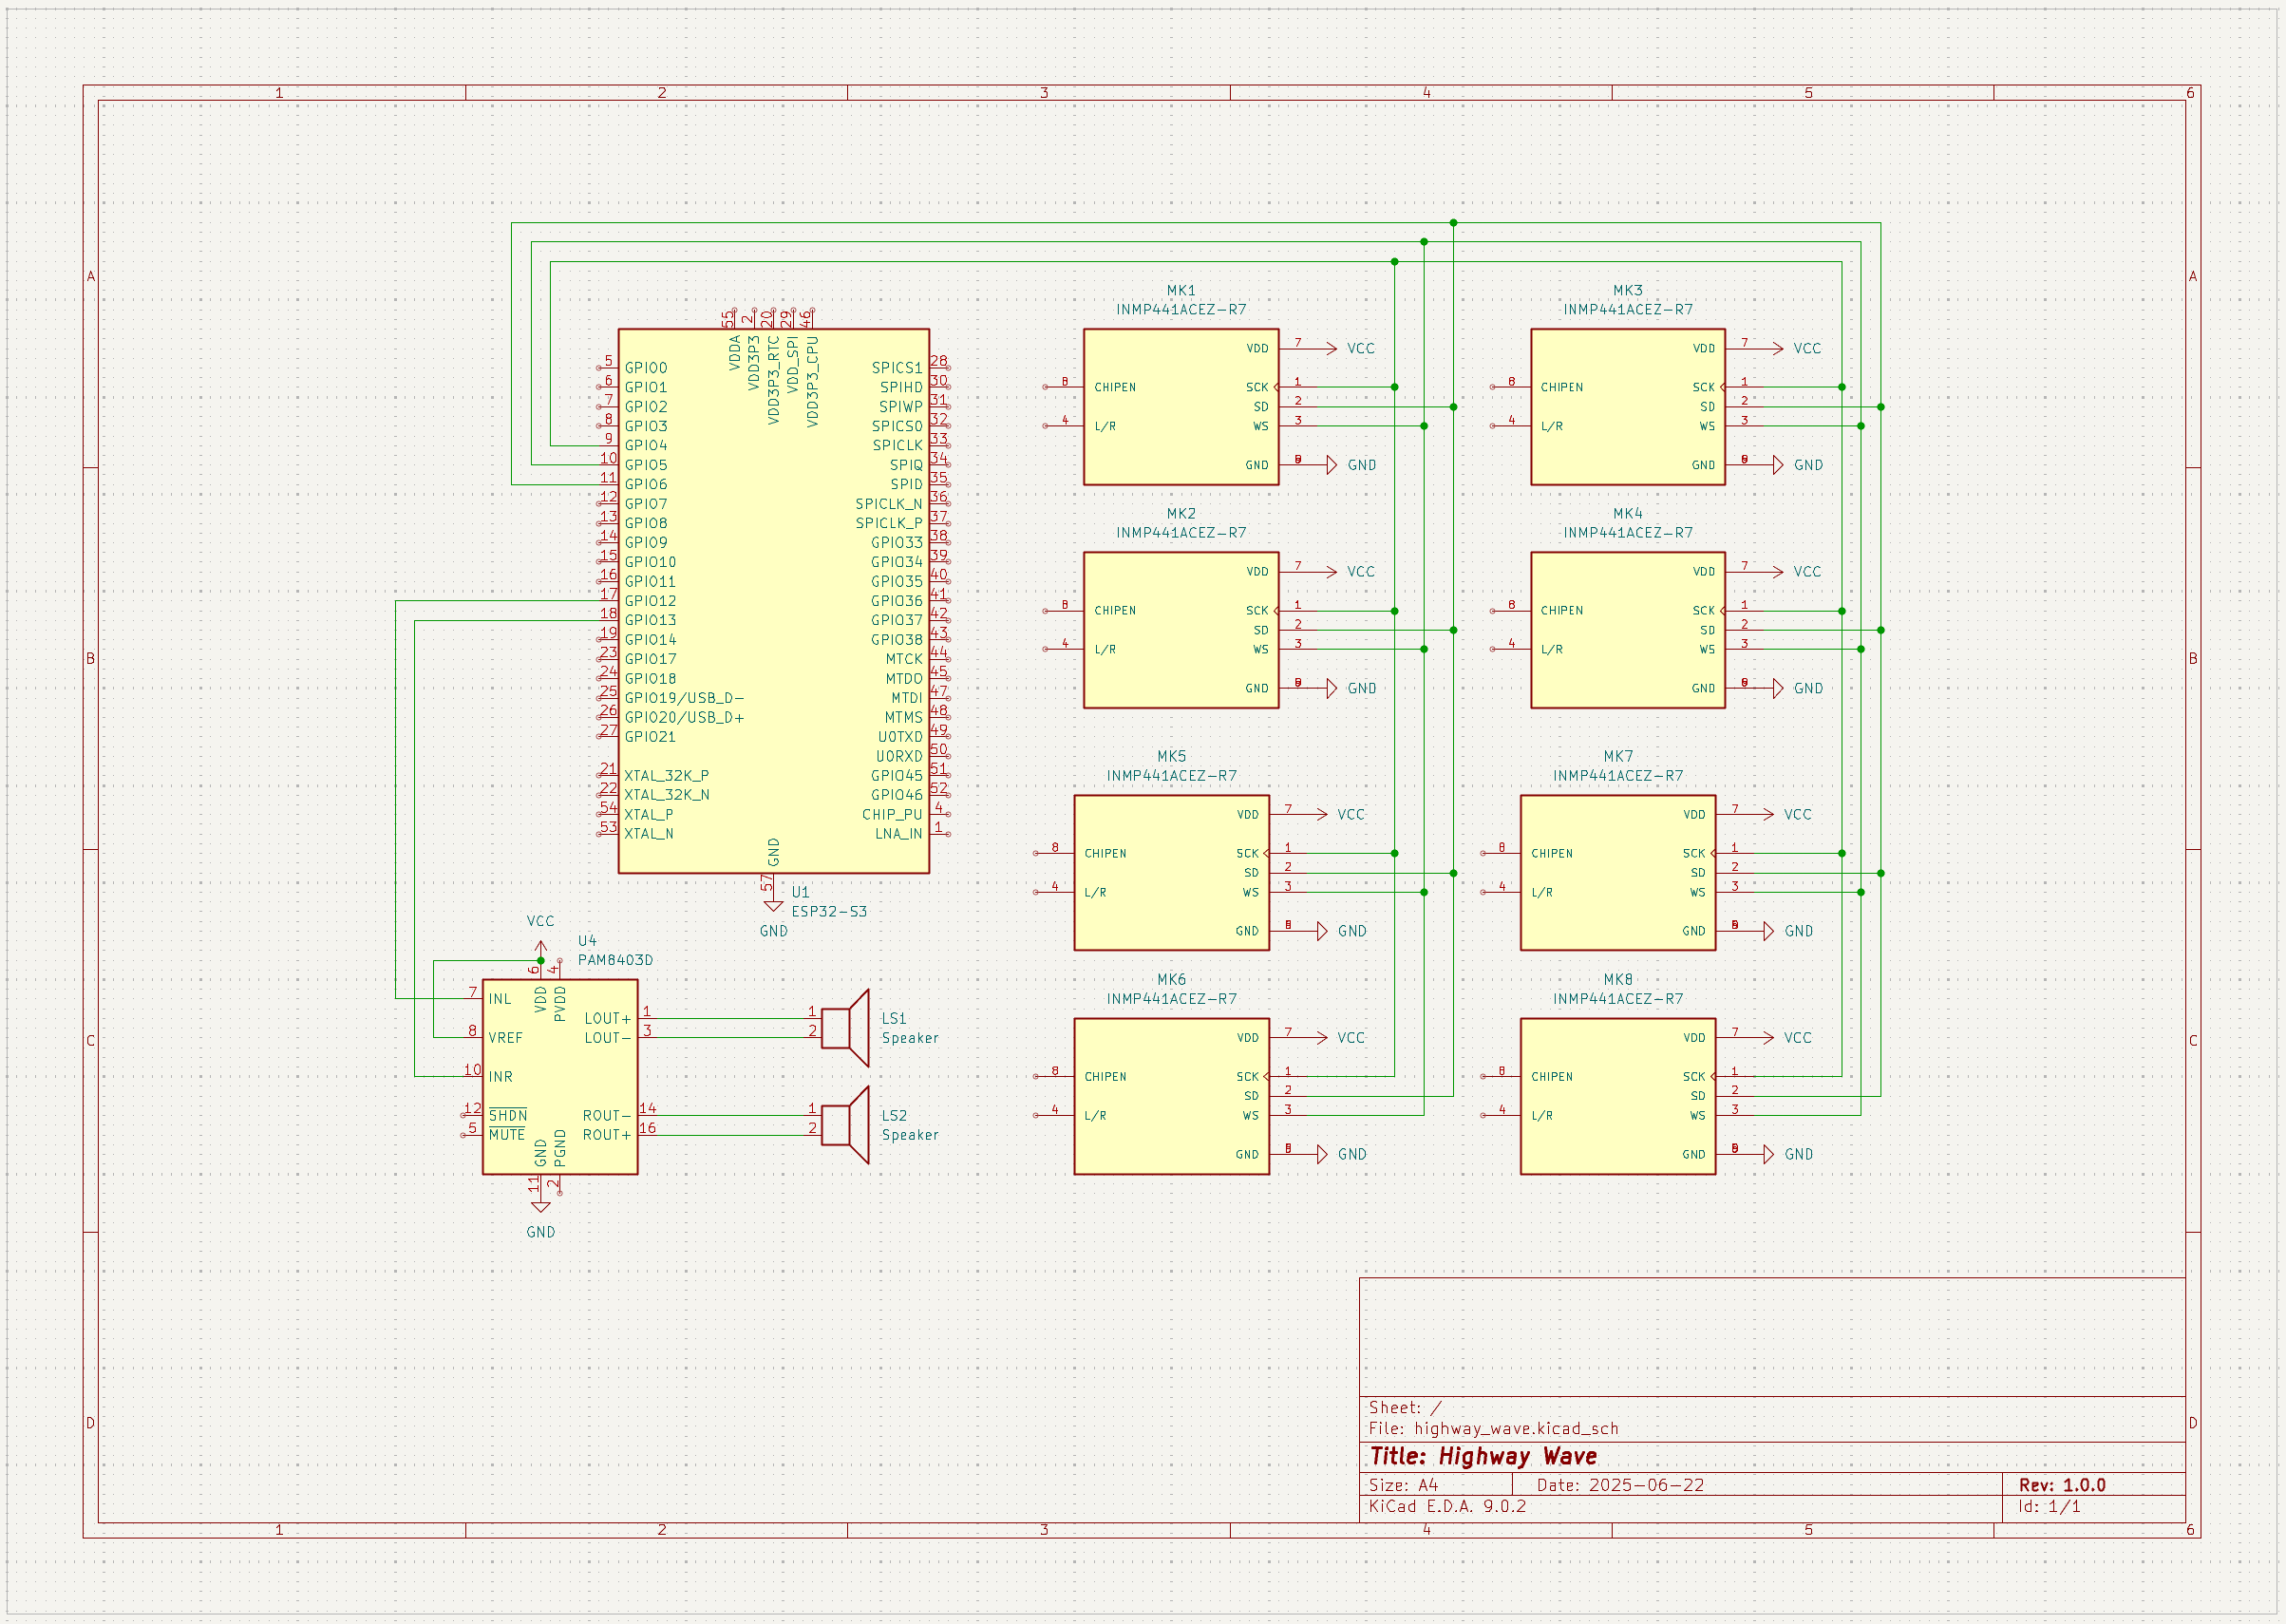 1 2 3 4 5 6
A A
B B
C C
D D
55 2 20 29 46
VDDA VDD3P3 VDD3P3_RTC VDD_SPI VDD3P3_CPU
5 GPIO0 SPICS1 28
6 GPIO1 SPIHD 30
7 GPIO2 SPIWP 31
8 GPIO3 SPICS0 32
9 GPIO4 SPICLK 33
10 GPIO5 SPIQ 34
11 GPIO6 SPID 35
12 GPIO7 SPICLK_N 36
13 GPIO8 SPICLK_P 37
14 GPIO9 GPIO33 38
15 GPIO10 GPIO34 39
16 GPIO11 GPIO35 40
17 GPIO12 GPIO36 41
18 GPIO13 GPIO37 42
19 GPIO14 GPIO38 43
23 GPIO17 MTCK 44
24 GPIO18 MTDO 45
25 GPIO19/USB_D- MTDI 47
26 GPIO20/USB_D+ MTMS 48
27 GPIO21 U0TXD 49
U0RXD 50
21 XTAL_32K_P GPIO45 51
22 XTAL_32K_N GPIO46 52
54 XTAL_P CHIP_PU 4
53 XTAL_N LNA_IN 1
GND
57
U1
ESP32-S3
GND
MK1
INMP441ACEZ-R7
VDD 7 VCC
8 CHIPEN SCK 1
SD 2
4 L/R WS 3
GND GND
MK3
INMP441ACEZ-R7
VDD 7 VCC
8 CHIPEN SCK 1
SD 2
4 L/R WS 3
GND GND
MK2
INMP441ACEZ-R7
VDD 7 VCC
8 CHIPEN SCK 1
SD 2
4 L/R WS 3
GND GND
MK4
INMP441ACEZ-R7
VDD 7 VCC
8 CHIPEN SCK 1
SD 2
4 L/R WS 3
GND GND
MK5
INMP441ACEZ-R7
VDD 7 VCC
8 CHIPEN SCK 1
SD 2
4 L/R WS 3
GND GND
MK7
INMP441ACEZ-R7
VDD 7 VCC
8 CHIPEN SCK 1
SD 2
4 L/R WS 3
GND GND
MK6
INMP441ACEZ-R7
VDD 7 VCC
8 CHIPEN SCK 1
SD 2
4 L/R WS 3
GND GND
MK8
INMP441ACEZ-R7
VDD 7 VCC
8 CHIPEN SCK 1
SD 2
4 L/R WS 3
GND GND
VCC
U4
PAM8403D
6 4
VDD PVDD
7 INL
LOUT+ 1
8 VREF LOUT- 3
10 INR
12 SHDN ROUT- 14
5 MUTE ROUT+ 16
GND PGND
11 2
GND
1 LS1
2 Speaker
1 LS2
2 Speaker
Sheet: /
File: highway_wave.kicad_sch
Title: Highway Wave
Size: A4 Date: 2025-06-22 Rev: 1.0.0
KiCad E.D.A. 9.0.2 Id: 1/1
1 2 3 4 5 6